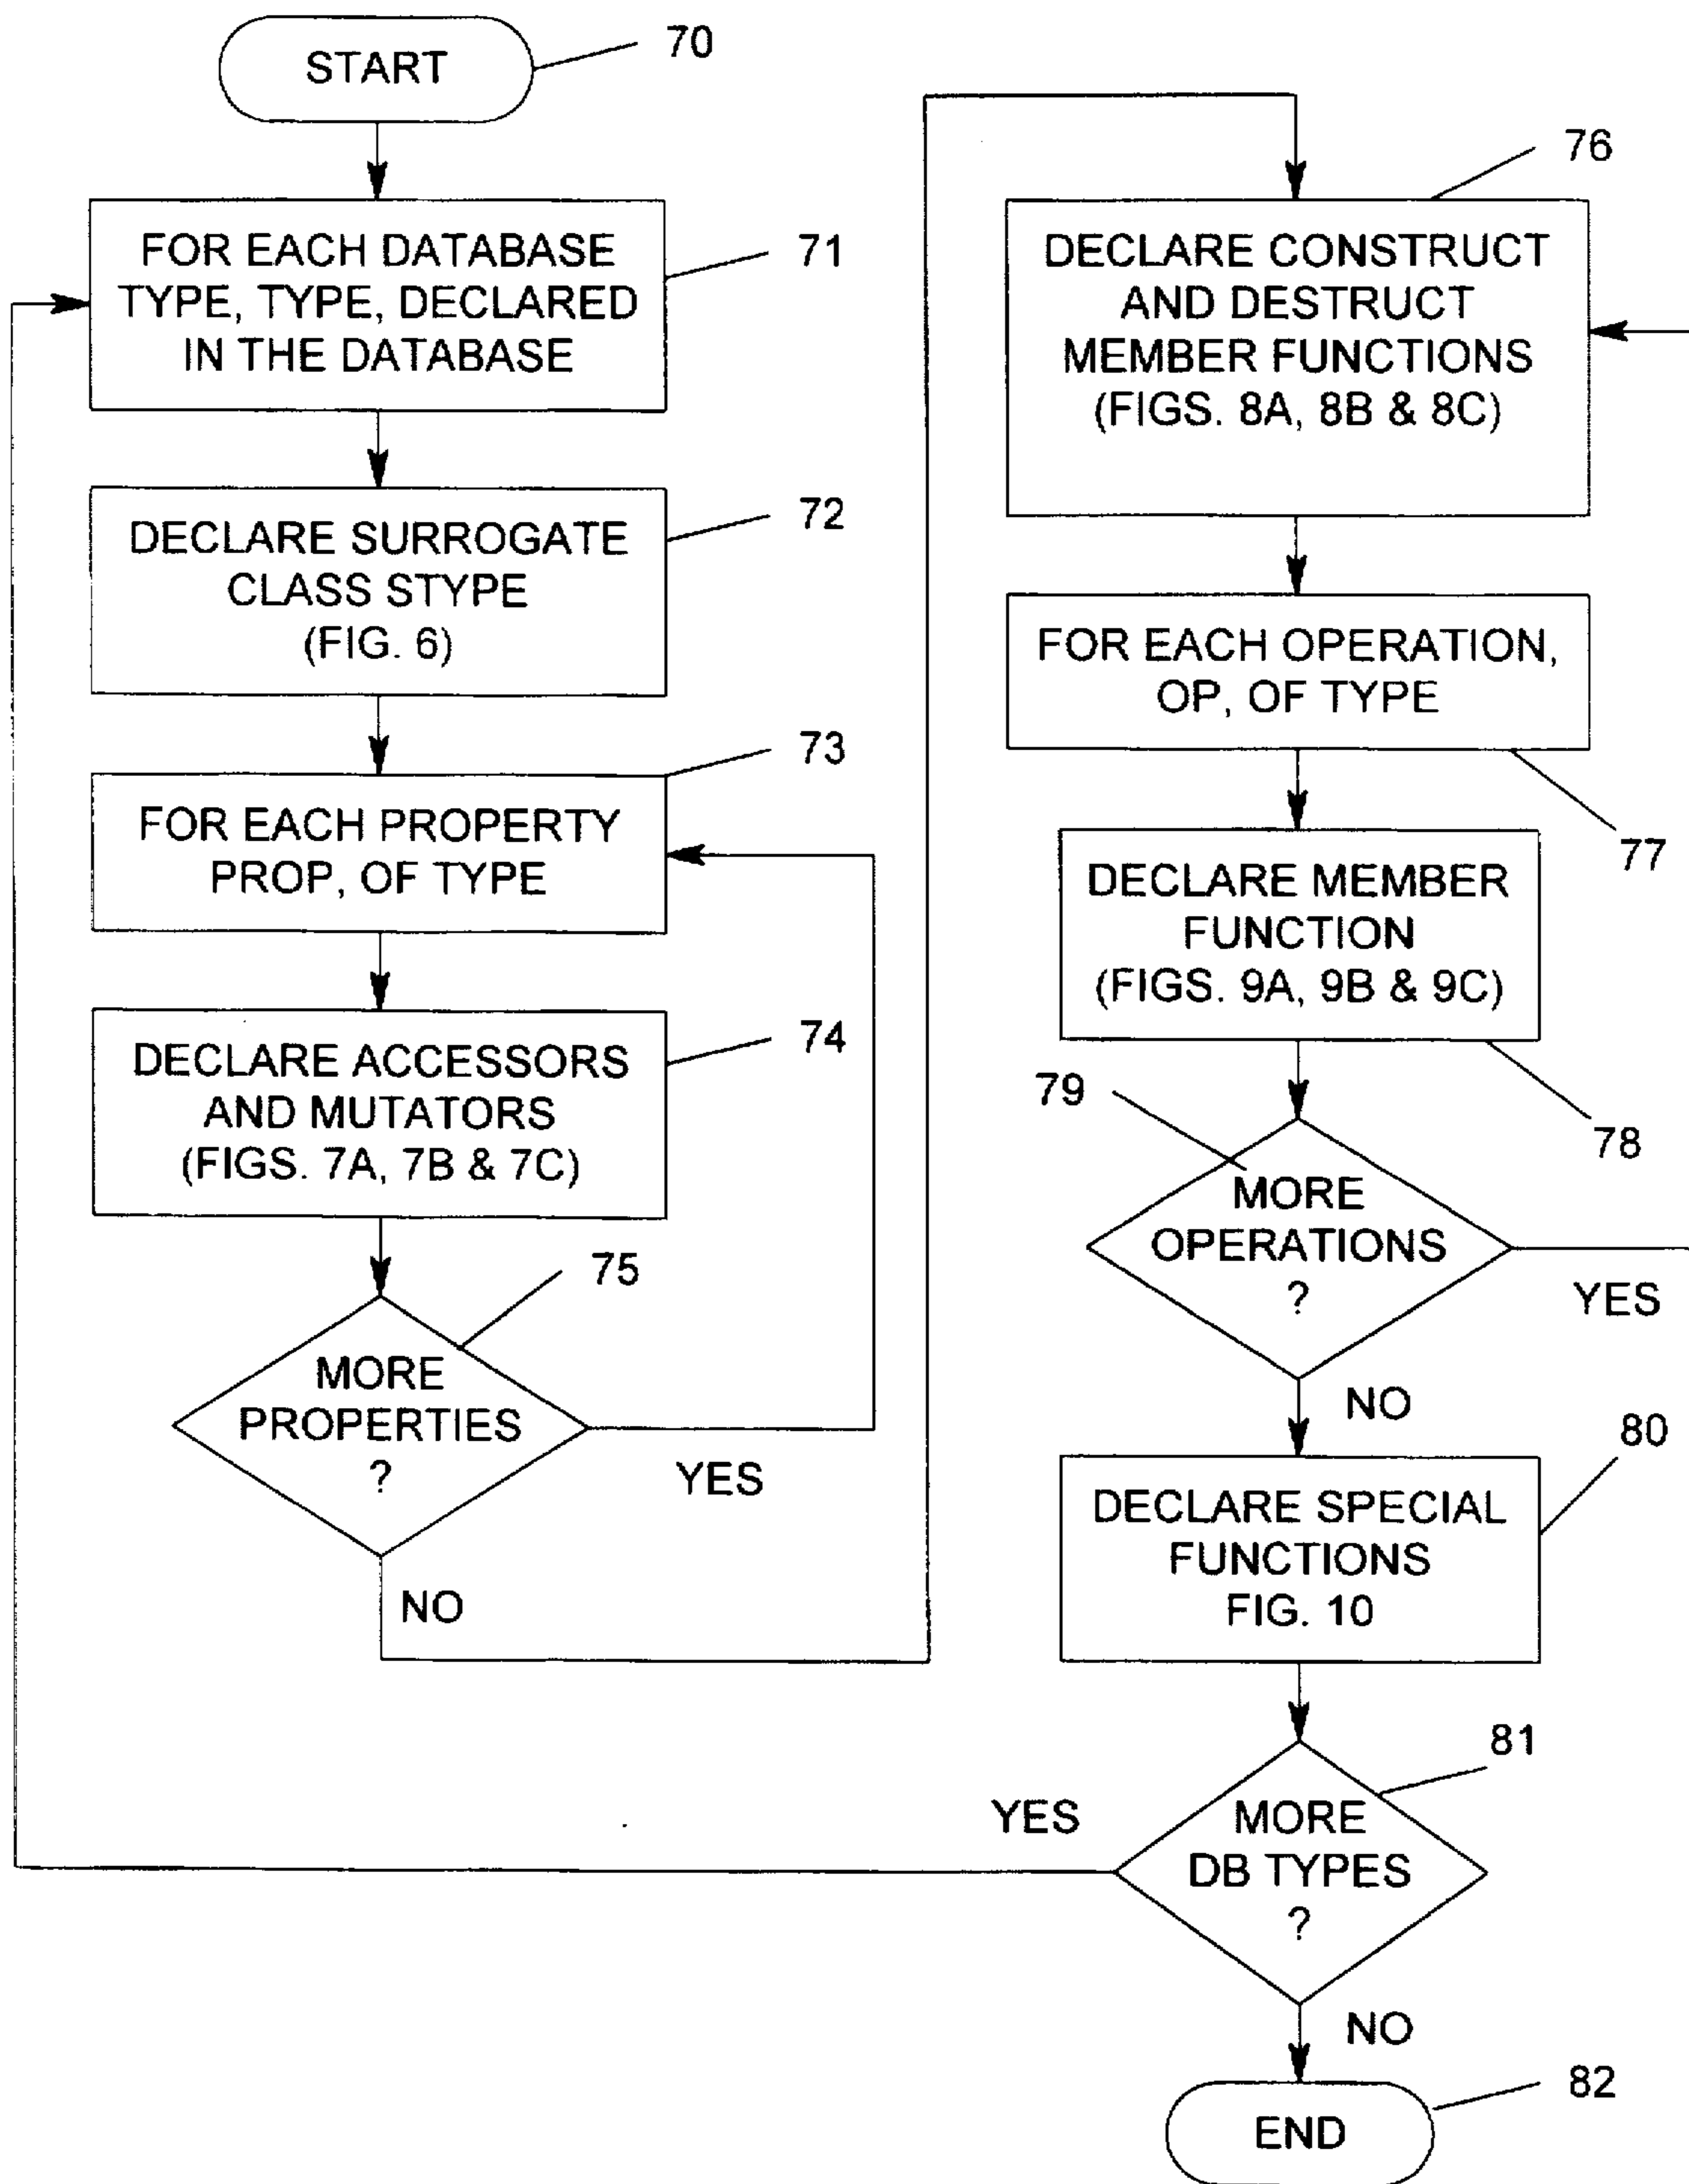 START
70
FOR EACH DATABASE
TYPE, TYPE, DECLARED
IN THE DATABASE
71
DECLARE SURROGATE
CLASS STYPE
(FIG. 6)
72
FOR EACH PROPERTY
PROP, OF TYPE
73
DECLARE ACCESSORS
AND MUTATORS
(FIGS. 7A, 7B & 7C)
74
MORE
PROPERTIES
?
75
YES
NO
DECLARE CONSTRUCT
AND DESTRUCT
MEMBER FUNCTIONS
(FIGS. 8A, 8B & 8C)
76
FOR EACH OPERATION,
OP, OF TYPE
77
DECLARE MEMBER
FUNCTION
(FIGS. 9A, 9B & 9C)
78
79
MORE
OPERATIONS
?
YES
NO
DECLARE SPECIAL
FUNCTIONS
FIG. 10
80
MORE
DB TYPES
?
81
YES
NO
END
82